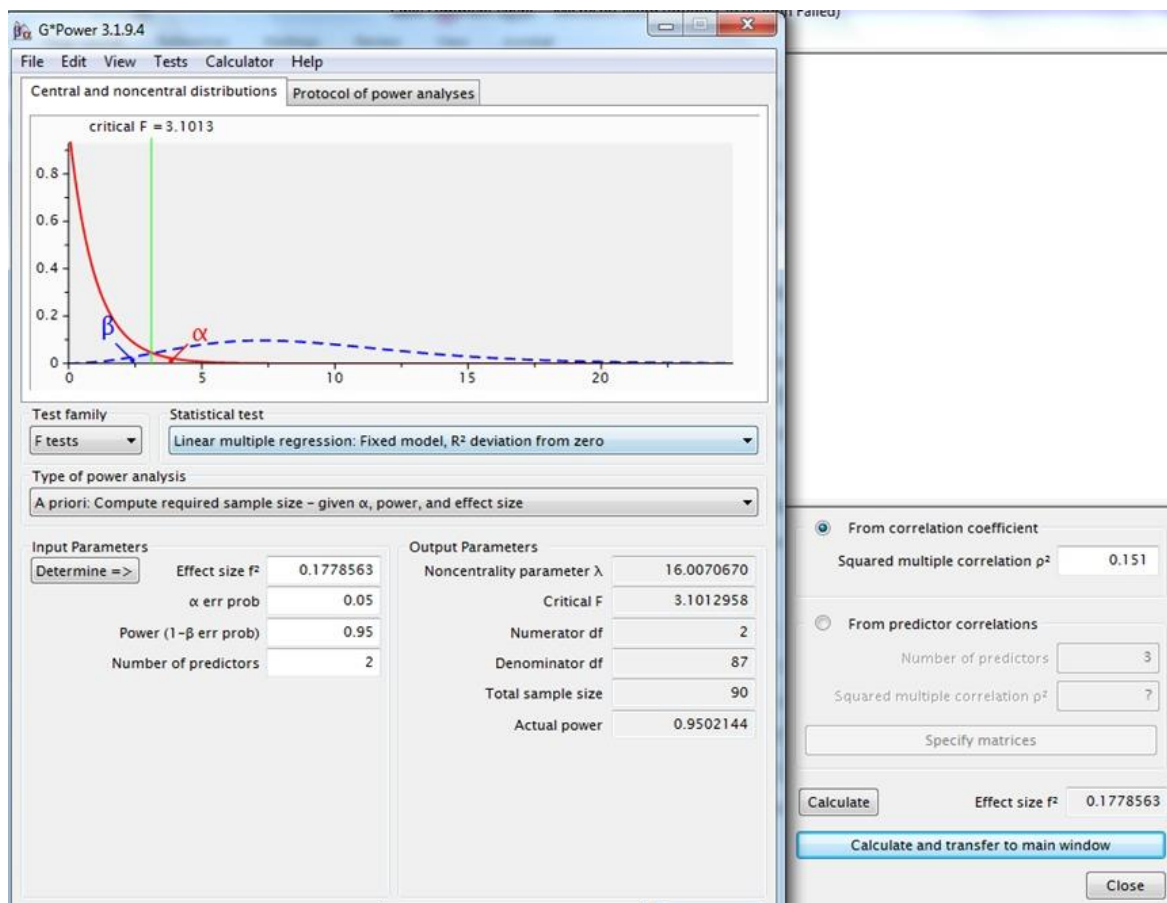 G*Power 3.1.9.4
File Edit View Tests Calculator Help
Central and noncentral distributions Protocol of power analyses
critical F = 3.1013
0.8
0.6
0.4
0.2
0
β
α
0 5 10 15 20
Test family Statistical test
F tests Linear multiple regression: Fixed model, R² deviation from zero
Type of power analysis
A priori: Compute required sample size – given α, power, and effect size
Input Parameters
Determine => Effect size f² 0.1778563
α err prob 0.05
Power (1-β err prob) 0.95
Number of predictors 2
Output Parameters
Noncentrality parameter λ 16.0070670
Critical F 3.1012958
Numerator df 2
Denominator df 87
Total sample size 90
Actual power 0.9502144
From correlation coefficient
Squared multiple correlation ρ² 0.151
From predictor correlations
Number of predictors 3
Squared multiple correlation ρ² ?
Specify matrices
Calculate Effect size f² 0.1778563
Calculate and transfer to main window
Close